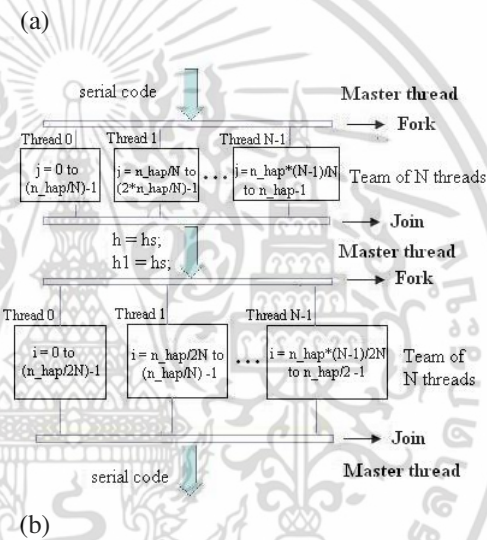 (a)
serial code
Master thread
Fork
Thread 0
Thread 1
Thread N-1
j = 0 to
(n_hap/N)-1
j = n_hap/N to
(2*n_hap/N)-1
...
j = n_hap*(N-1)/N
to n_hap-1
Team of N threads
Join
h = hs;
h1 = hs;
Master thread
Fork
Thread 0
Thread 1
Thread N-1
i = 0 to
(n_hap/2N)-1
i = n_hap/2N to
(n_hap/N) -1
...
i = n_hap*(N-1)/2N
to n_hap/2 -1
Team of
N threads
Join
serial code
Master thread
(b)